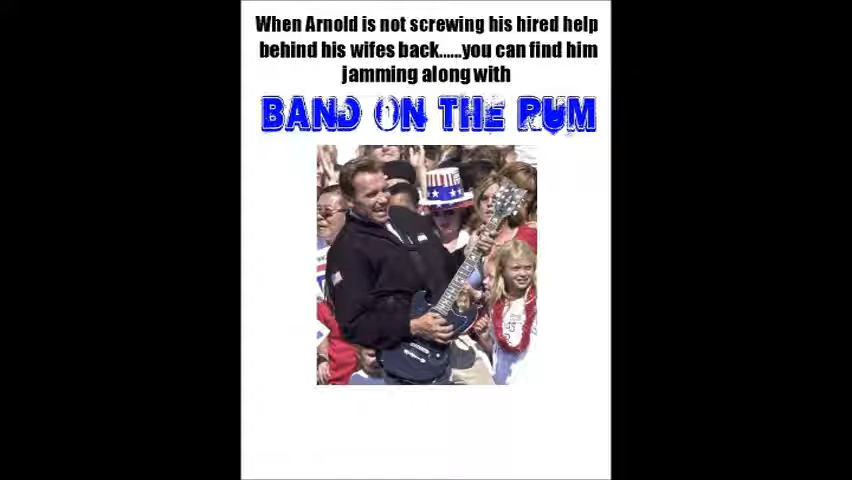 When Arnold is not screwing his hired help
behind his wifes back......you can find him
jamming along with
BAND ON THE RUM